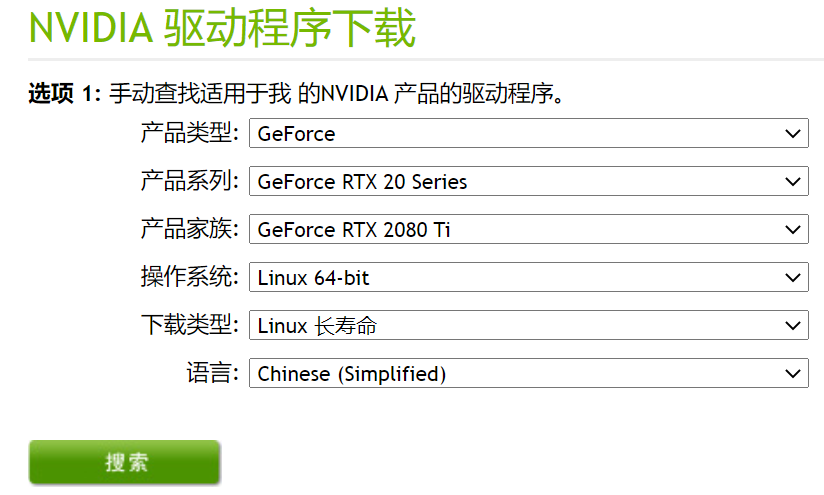 NVIDIA 驱动程序下载
选项 1: 手动查找适用于我 的NVIDIA 产品的驱动程序。
产品类型: GeForce
产品系列: GeForce RTX 20 Series
产品家族: GeForce RTX 2080 Ti
操作系统: Linux 64-bit
下载类型: Linux 长寿命
语言: Chinese (Simplified)
搜索